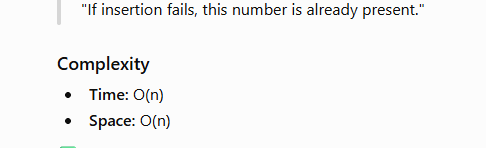 "If insertion fails, this number is already present."
Complexity
• Time: O(n)
• Space: O(n)